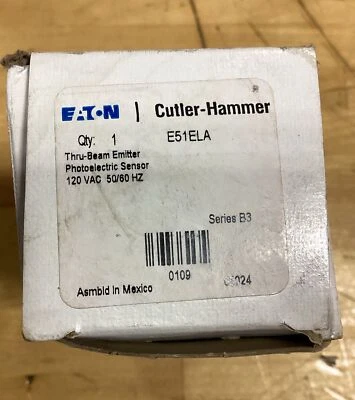 EATON | Cutler-Hammer
Qty: 1 E51ELA
Thru-Beam Emitter
Photoelectric Sensor
120 VAC 50/60 HZ
Series B3
0109
Asmbld In Mexico